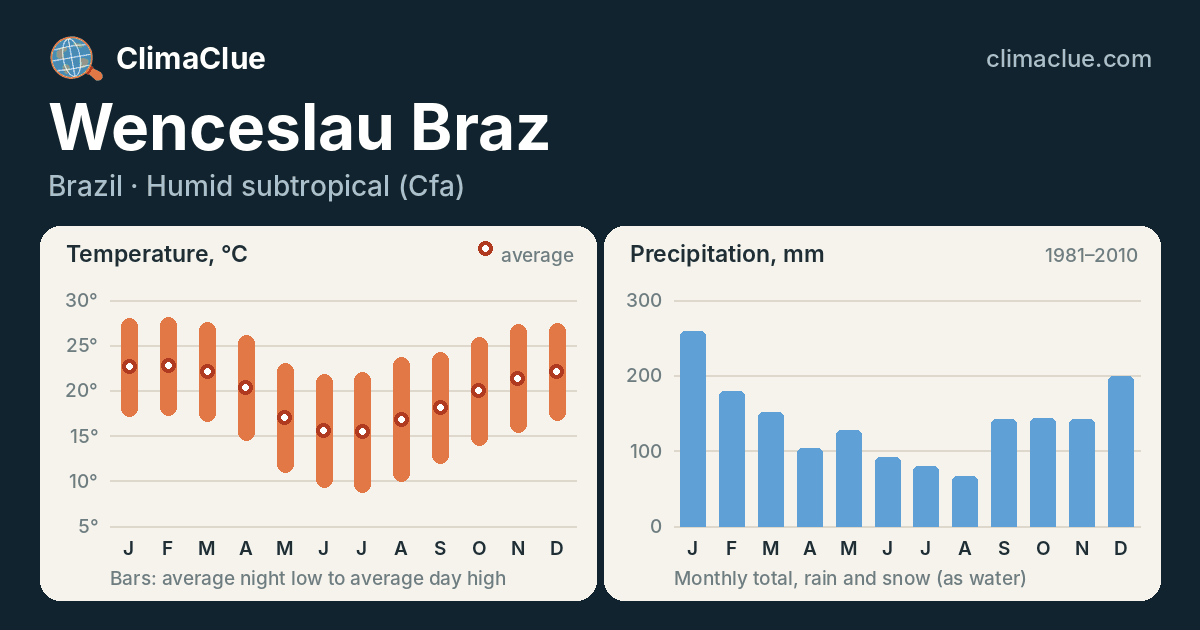 ClimaClue
climaclue.com
Wenceslau Braz
Brazil · Humid subtropical (Cfa)
Temperature, °C
average
30°
25°
20°
15°
10°
5°
J F M A M J J A S O N D
Bars: average night low to average day high
Precipitation, mm
1981–2010
300
200
100
0
J F M A M J J A S O N D
Monthly total, rain and snow (as water)